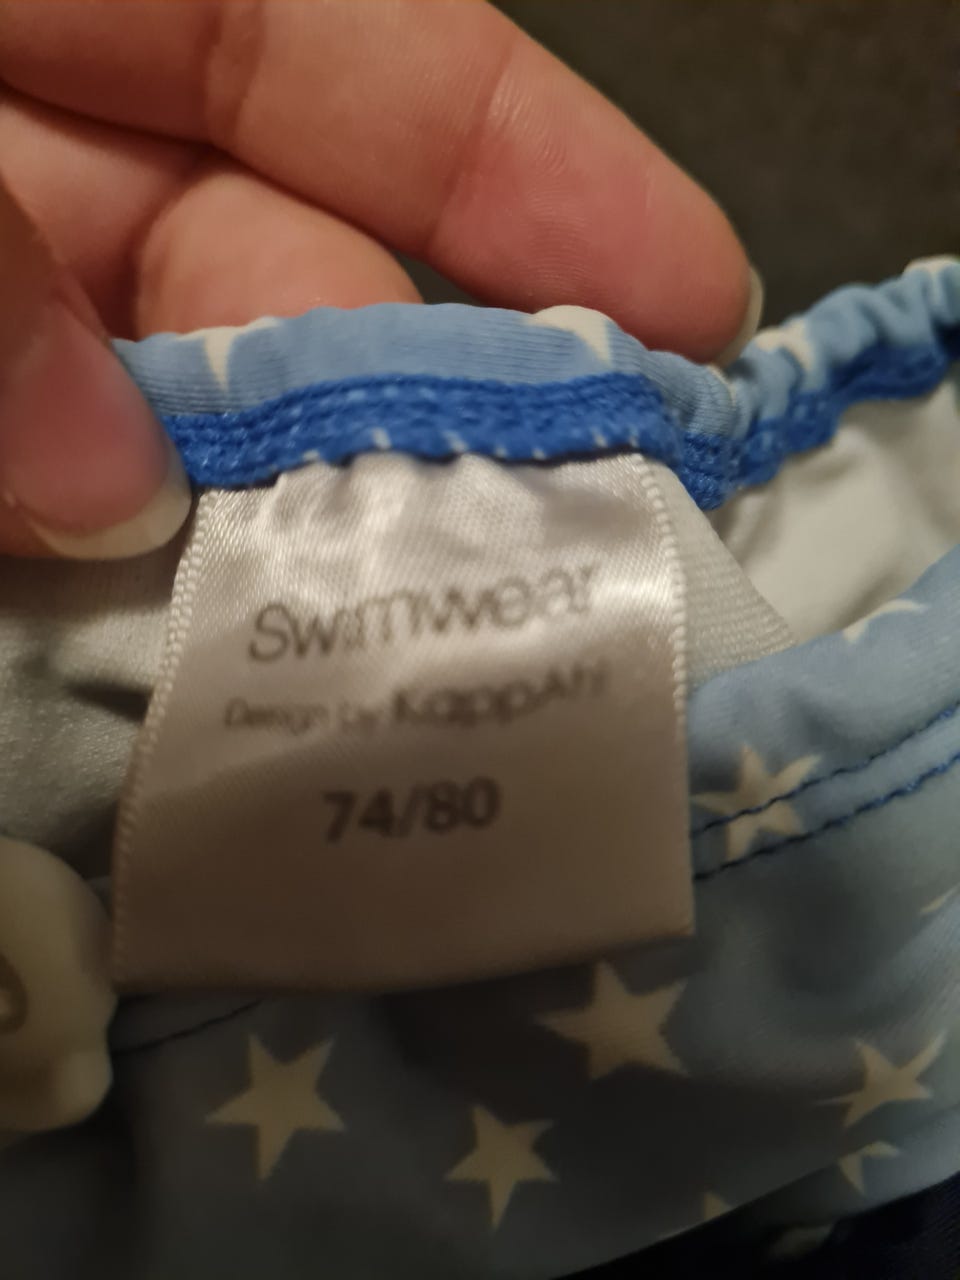 Swimwear
Design by KappAhl
74/80